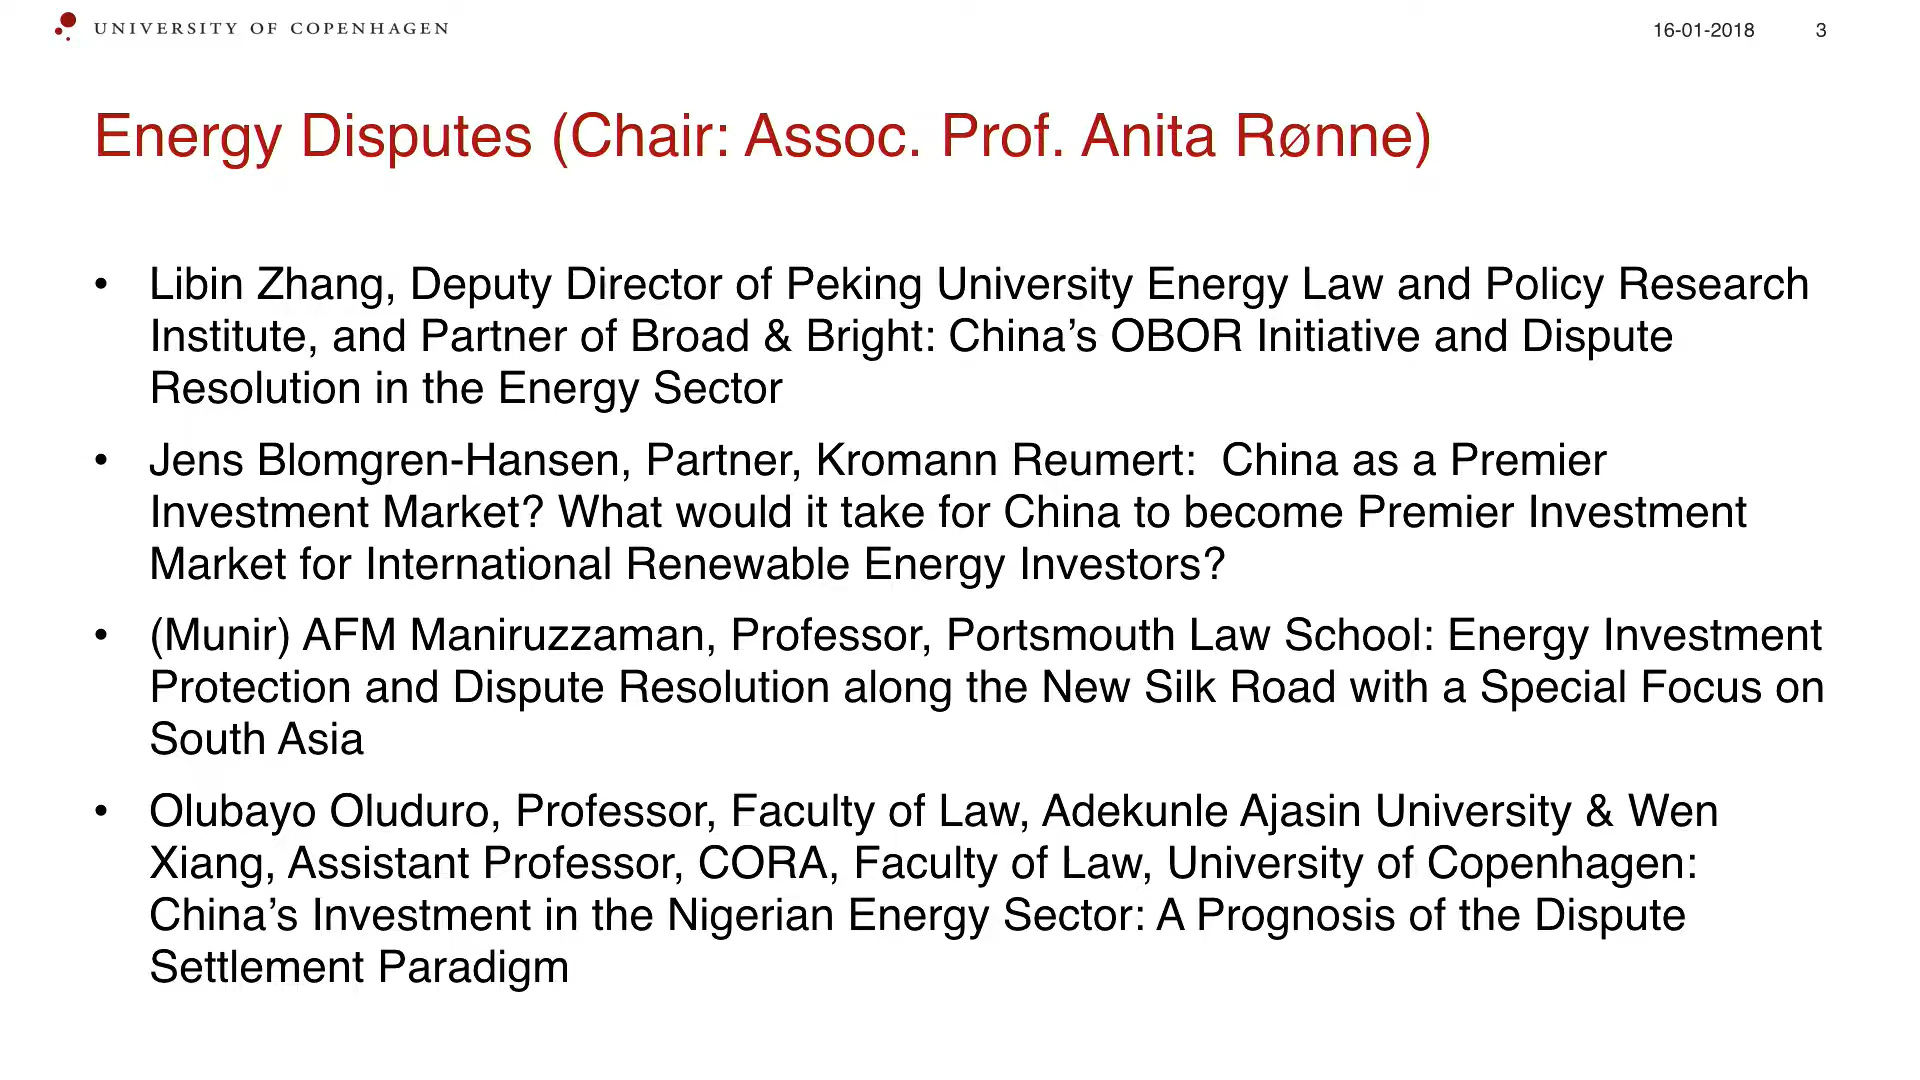 UNIVERSITY OF COPENHAGEN
16-01-2018 3
Energy Disputes (Chair: Assoc. Prof. Anita Rønne)
• Libin Zhang, Deputy Director of Peking University Energy Law and Policy Research
Institute, and Partner of Broad & Bright: China’s OBOR Initiative and Dispute
Resolution in the Energy Sector
• Jens Blomgren-Hansen, Partner, Kromann Reumert:  China as a Premier
Investment Market? What would it take for China to become Premier Investment
Market for International Renewable Energy Investors?
• (Munir) AFM Maniruzzaman, Professor, Portsmouth Law School: Energy Investment
Protection and Dispute Resolution along the New Silk Road with a Special Focus on
South Asia
• Olubayo Oluduro, Professor, Faculty of Law, Adekunle Ajasin University & Wen
Xiang, Assistant Professor, CORA, Faculty of Law, University of Copenhagen:
China’s Investment in the Nigerian Energy Sector: A Prognosis of the Dispute
Settlement Paradigm